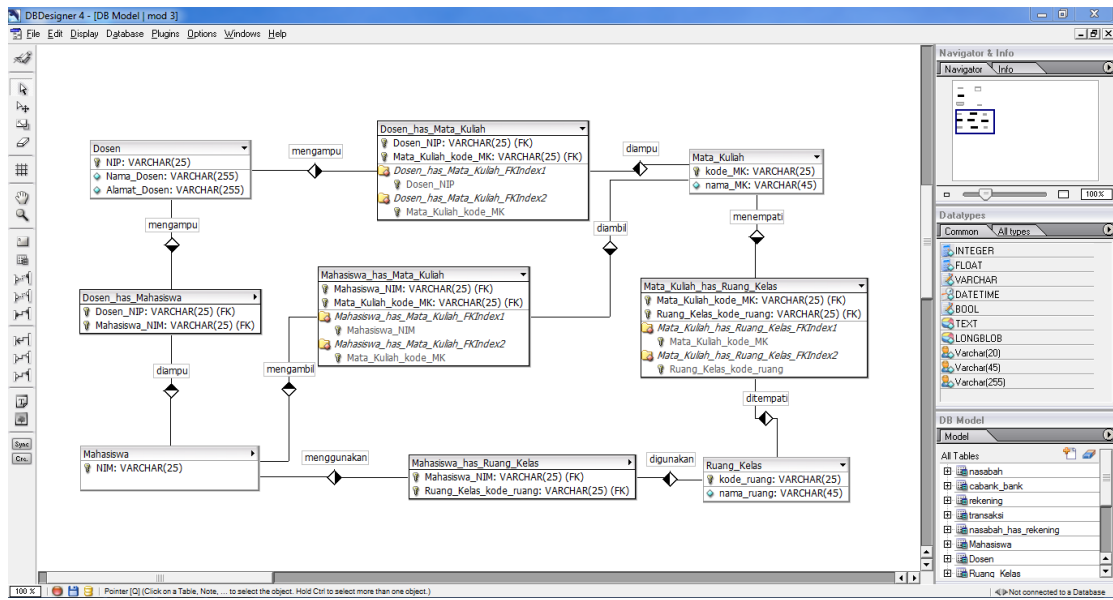 DBDesigner 4 - [DB Model | mod 3]
File Edit Display Database Plugins Options Windows Help
Navigator & Info
Navigator Info
100%
Datatypes
Common All types
INTEGER
FLOAT
VARCHAR
DATETIME
BOOL
TEXT
LONGBLOB
Varchar(20)
Varchar(45)
Varchar(255)
DB Model
Model
All Tables
nasabah
cabank_bank
rekening
transaksi
nasabah_has_rekening
Mahasiswa
Dosen
Ruang_Kelas
Dosen
NIP: VARCHAR(25)
Nama_Dosen: VARCHAR(255)
Alamat_Dosen: VARCHAR(255)
mengampu
Dosen_has_Mata_Kuliah
Dosen_NIP: VARCHAR(25) (FK)
Mata_Kuliah_kode_MK: VARCHAR(25) (FK)
Dosen_has_Mata_Kuliah_FKIndex1
Dosen_NIP
Dosen_has_Mata_Kuliah_FKIndex2
Mata_Kuliah_kode_MK
diampu
Mata_Kuliah
kode_MK: VARCHAR(25)
nama_MK: VARCHAR(45)
mengampu
diambil
menempati
Dosen_has_Mahasiswa
Dosen_NIP: VARCHAR(25) (FK)
Mahasiswa_NIM: VARCHAR(25) (FK)
Mahasiswa_has_Mata_Kuliah
Mahasiswa_NIM: VARCHAR(25) (FK)
Mata_Kuliah_kode_MK: VARCHAR(25) (FK)
Mahasiswa_has_Mata_Kuliah_FKIndex1
Mahasiswa_NIM
Mahasiswa_has_Mata_Kuliah_FKIndex2
Mata_Kuliah_kode_MK
Mata_Kuliah_has_Ruang_Kelas
Mata_Kuliah_kode_MK: VARCHAR(25) (FK)
Ruang_Kelas_kode_ruang: VARCHAR(25) (FK)
Mata_Kuliah_has_Ruang_Kelas_FKIndex1
Mata_Kuliah_kode_MK
Mata_Kuliah_has_Ruang_Kelas_FKIndex2
Ruang_Kelas_kode_ruang
diampu
mengambil
ditempati
Mahasiswa
NIM: VARCHAR(25)
menggunakan
Mahasiswa_has_Ruang_Kelas
Mahasiswa_NIM: VARCHAR(25) (FK)
Ruang_Kelas_kode_ruang: VARCHAR(25) (FK)
digunakan
Ruang_Kelas
kode_ruang: VARCHAR(25)
nama_ruang: VARCHAR(45)
Sync
100 %
Pointer [Q] (Click on a Table, Note, ... to select the object. Hold Ctrl to select more than one object.)
Not connected to a Database